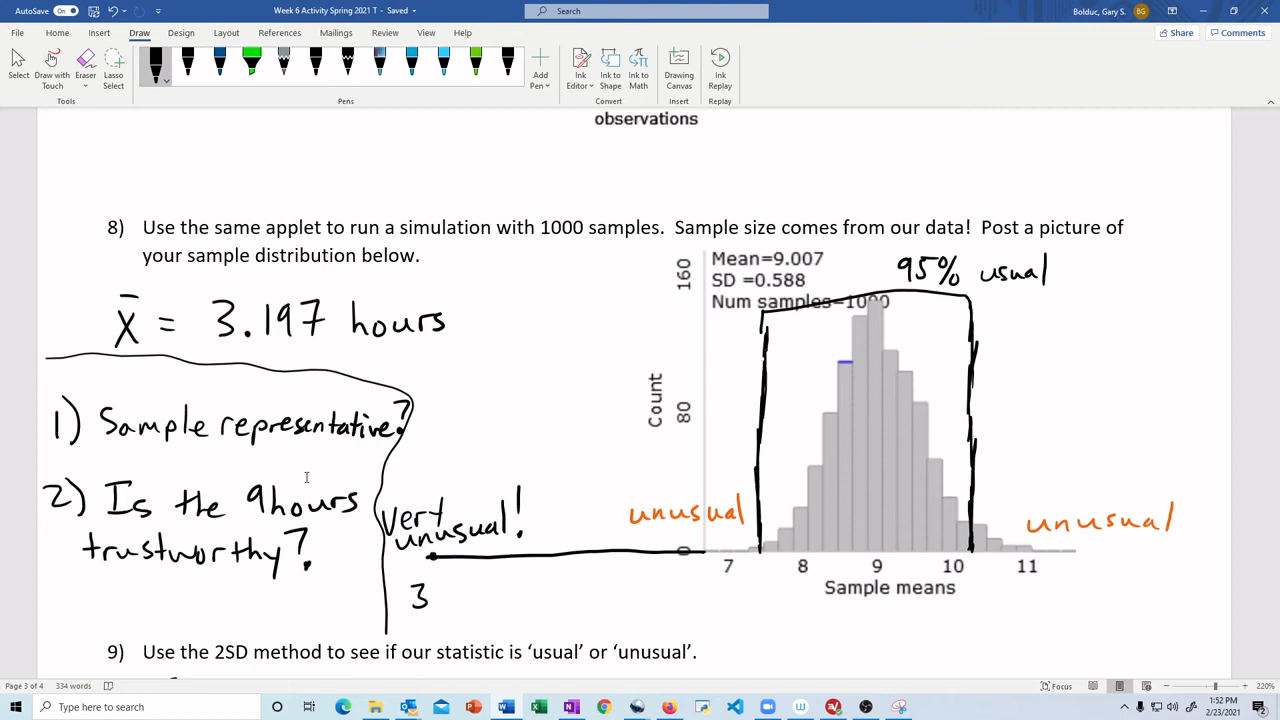 AutoSave On Week 6 Activity Spring 2021 T - Saved Search Bolduc, Gary S. BG
File Home Insert Draw Design Layout References Mailings Review View Help Share Comments
Select Draw with Touch Eraser Lasso Select Add Pen Ink Editor Ink to Shape Ink to Math Drawing Canvas Ink Replay
Tools Pens Convert Insert Replay
observations
8) Use the same applet to run a simulation with 1000 samples. Sample size comes from our data! Post a picture of
your sample distribution below.
Mean=9.007
SD =0.588
Num samples=1000
95% usual
x̄ = 3.197 hours
1) Sample representative?
2) Is the 9hours
trustworthy?
vert
unusual!
3
unusual
unusual
160
80
0
Count
7 8 9 10 11
Sample means
9) Use the 2SD method to see if our statistic is 'usual' or 'unusual'.
Page 3 of 4 334 words Focus 220%
Type here to search 1:52 PM
2/23/2021